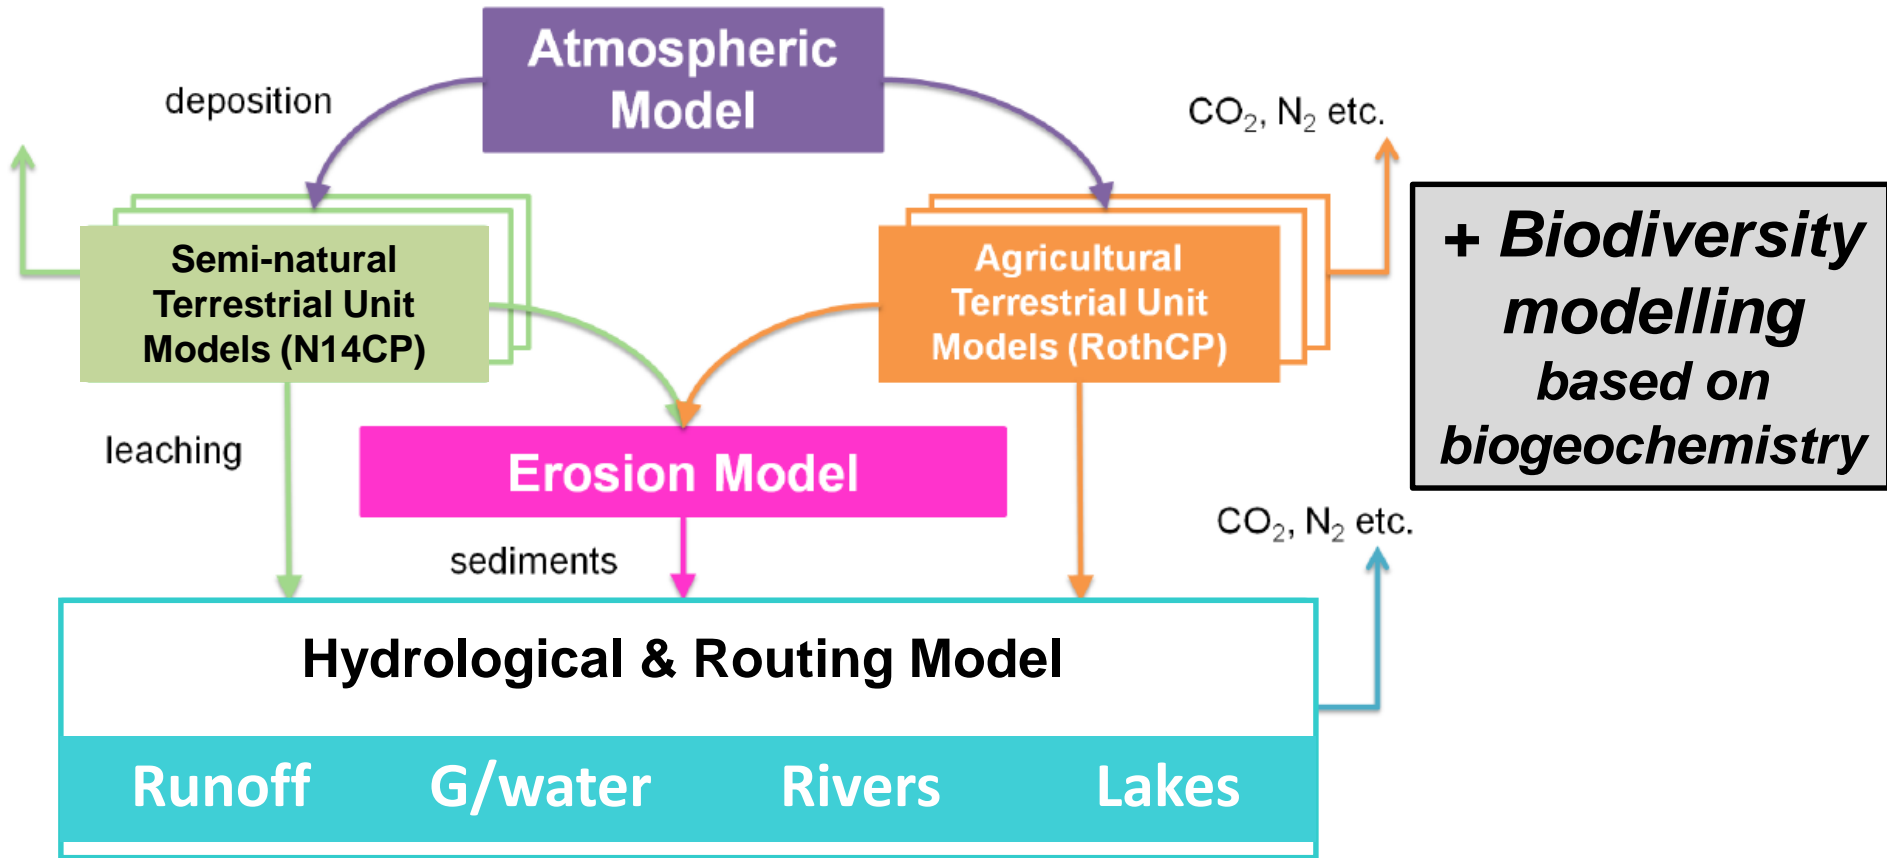 Atmospheric
Model
deposition
CO₂, N₂ etc.
Semi-natural
Terrestrial Unit
Models (N14CP)
Agricultural
Terrestrial Unit
Models (RothCP)
+ Biodiversity
modelling
based on
biogeochemistry
leaching
Erosion Model
sediments
CO₂, N₂ etc.
Hydrological & Routing Model
Runoff G/water Rivers Lakes